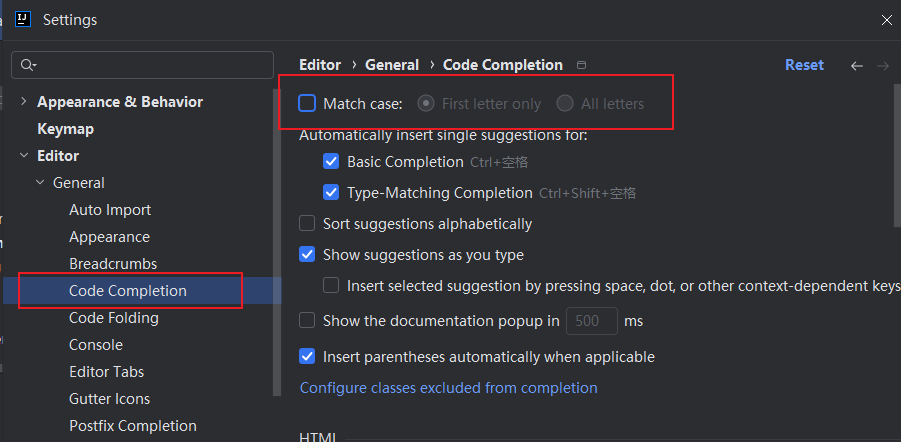 IJ
Settings
Editor › General › Code Completion
Reset
Appearance & Behavior
Keymap
Editor
General
Auto Import
Appearance
Breadcrumbs
Code Completion
Code Folding
Console
Editor Tabs
Gutter Icons
Postfix Completion
Match case: First letter only All letters
Automatically insert single suggestions for:
Basic Completion Ctrl+空格
Type-Matching Completion Ctrl+Shift+空格
Sort suggestions alphabetically
Show suggestions as you type
Insert selected suggestion by pressing space, dot, or other context-dependent keys
Show the documentation popup in 500 ms
Insert parentheses automatically when applicable
Configure classes excluded from completion
HTML